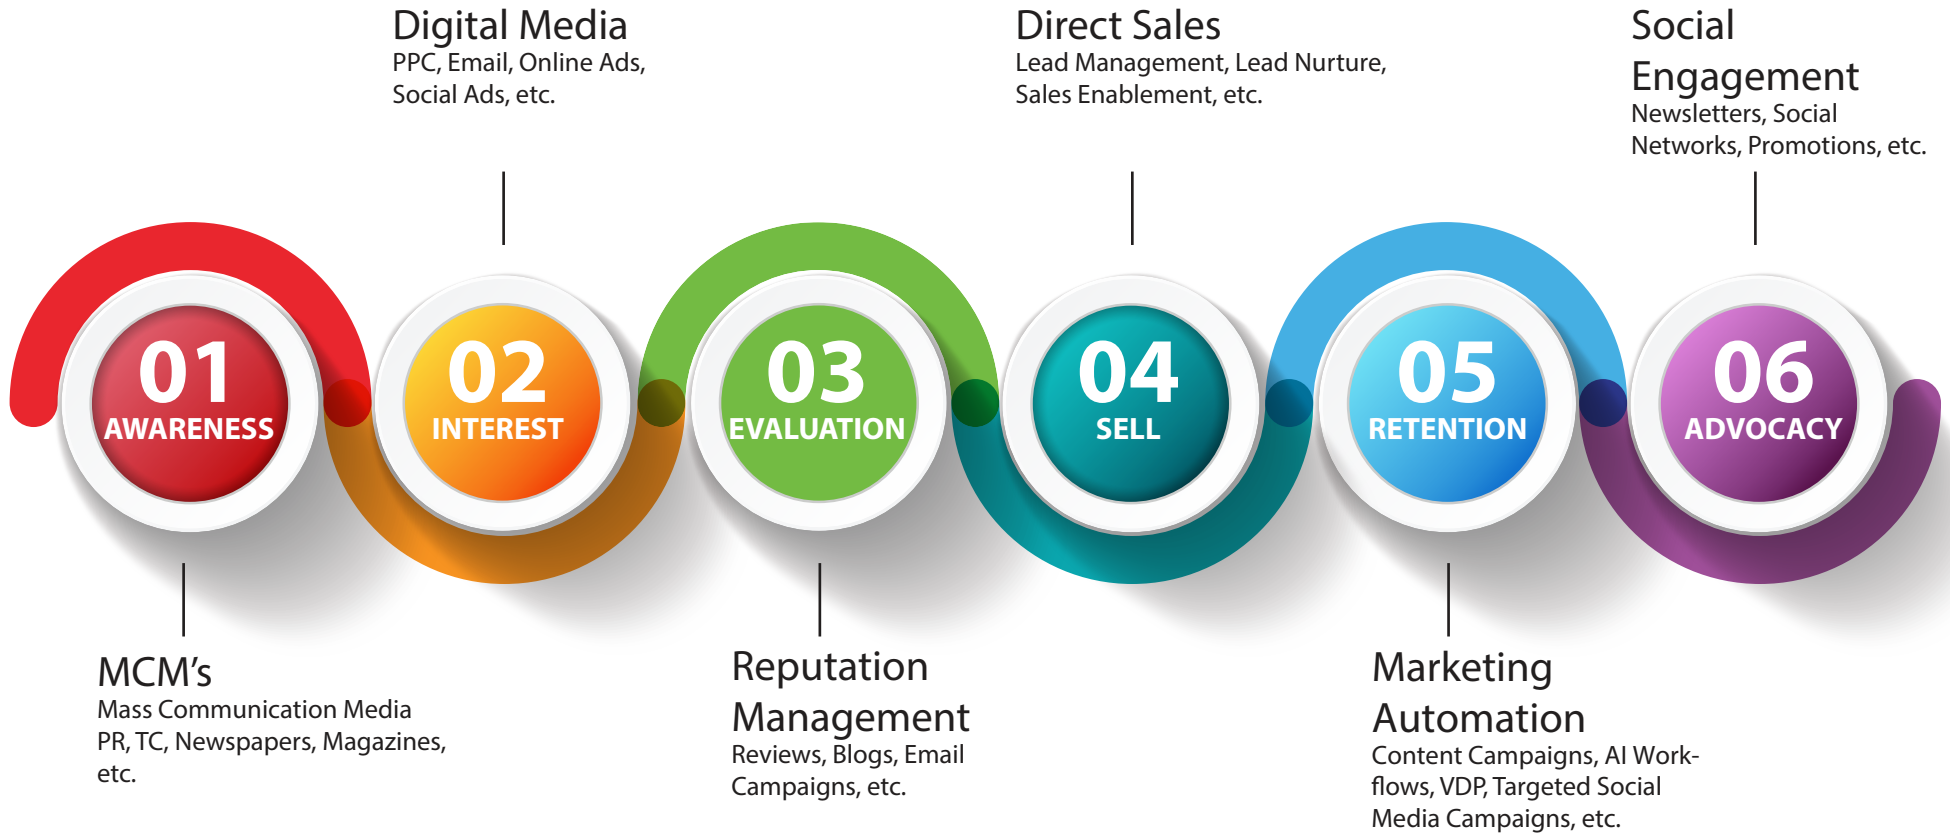 Digital Media
PPC, Email, Online Ads,
Social Ads, etc.
Direct Sales
Lead Management, Lead Nurture,
Sales Enablement, etc.
Social
Engagement
Newsletters, Social
Networks, Promotions, etc.
01
AWARENESS
02
INTEREST
03
EVALUATION
04
SELL
05
RETENTION
06
ADVOCACY
MCM’s
Mass Communication Media
PR, TC, Newspapers, Magazines,
etc.
Reputation
Management
Reviews, Blogs, Email
Campaigns, etc.
Marketing
Automation
Content Campaigns, AI Work-
flows, VDP, Targeted Social
Media Campaigns, etc.